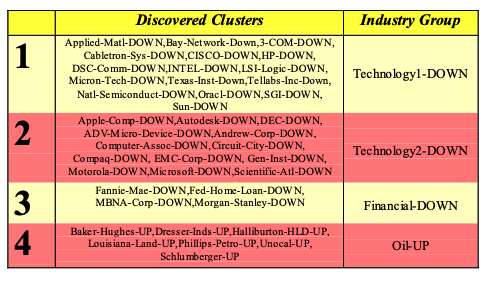 Discovered Clusters
Industry Group
1
Applied-Matl-DOWN,Bay-Network-Down,3-COM-DOWN,
Cabletron-Sys-DOWN,CISCO-DOWN,HP-DOWN,
DSC-Comm-DOWN,INTEL-DOWN,LSI-Logic-DOWN,
Micron-Tech-DOWN,Texas-Inst-Down,Tellabs-Inc-Down,
Natl-Semiconduct-DOWN,Oracl-DOWN,SGI-DOWN,
Sun-DOWN
Technology1-DOWN
2
Apple-Comp-DOWN,Autodesk-DOWN,DEC-DOWN,
ADV-Micro-Device-DOWN,Andrew-Corp-DOWN,
Computer-Assoc-DOWN,Circuit-City-DOWN,
Compaq-DOWN, EMC-Corp-DOWN, Gen-Inst-DOWN,
Motorola-DOWN,Microsoft-DOWN,Scientific-Atl-DOWN
Technology2-DOWN
3
Fannie-Mae-DOWN,Fed-Home-Loan-DOWN,
MBNA-Corp-DOWN,Morgan-Stanley-DOWN
Financial-DOWN
4
Baker-Hughes-UP,Dresser-Inds-UP,Halliburton-HLD-UP,
Louisiana-Land-UP,Phillips-Petro-UP,Unocal-UP,
Schlumberger-UP
Oil-UP